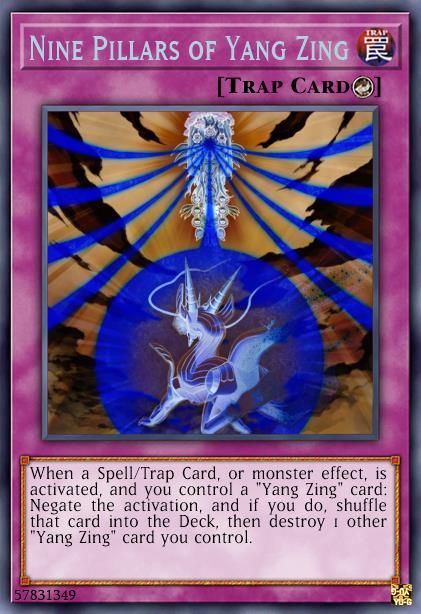 Nine Pillars of Yang Zing
TRAP
罠
[Trap Card]
When a Spell/Trap Card, or monster effect, is
activated, and you control a "Yang Zing" card:
Negate the activation, and if you do, shuffle
that card into the Deck, then destroy 1 other
"Yang Zing" card you control.
57831349